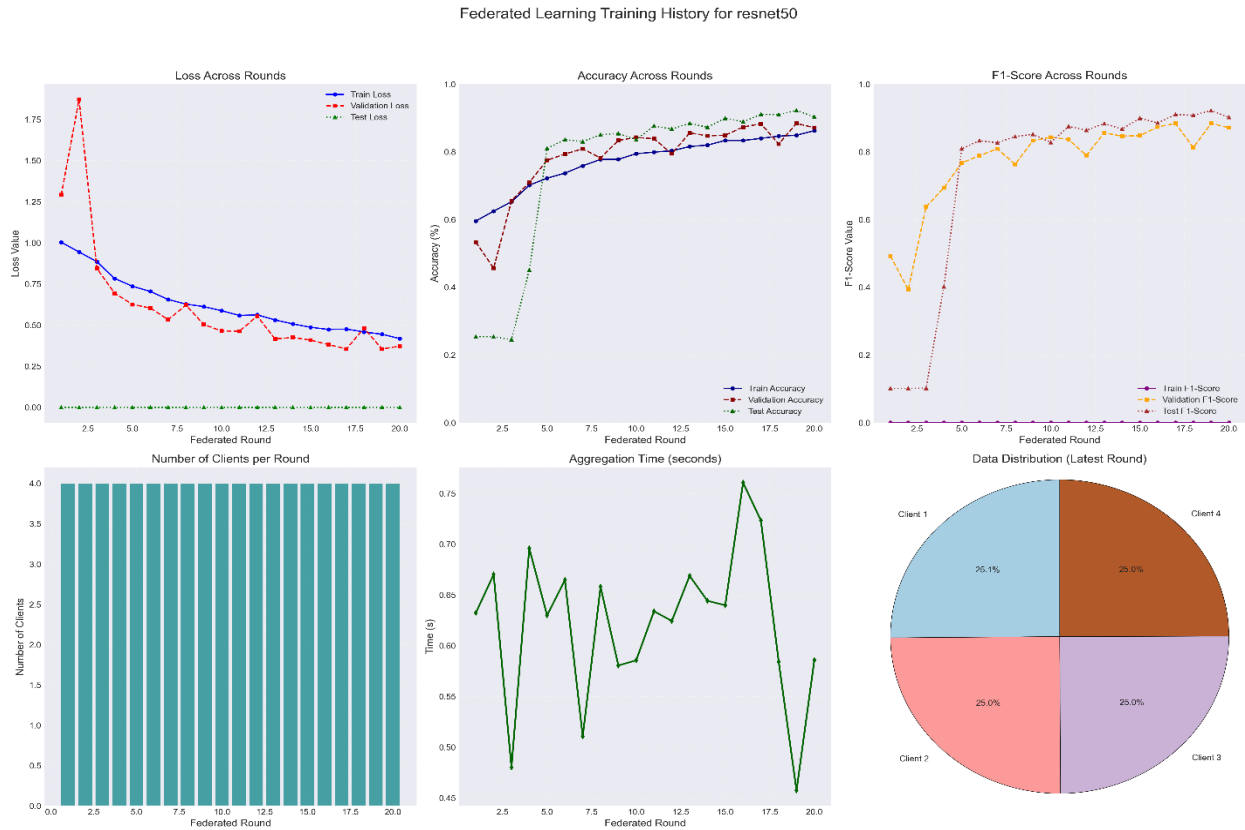 Federated Learning Training History for resnet50
Loss Across Rounds
Train Loss
Validation Loss
Test Loss
1.75
1.50
1.25
1.00
0.75
0.50
0.25
0.00
Loss Value
2.5 5.0 7.5 10.0 12.5 15.0 17.5 20.0
Federated Round
Accuracy Across Rounds
1.0
0.8
0.6
0.4
0.2
0.0
Accuracy (%)
Train Accuracy
Validation Accuracy
Test Accuracy
2.5 5.0 7.5 10.0 12.5 15.0 17.5 20.0
Federated Round
F1-Score Across Rounds
1.0
0.8
0.6
0.4
0.2
0.0
F1-Score Value
Train F1-Score
Validation F1-Score
Test F1-Score
2.5 5.0 7.5 10.0 12.5 15.0 17.5 20.0
Federated Round
Number of Clients per Round
4.0
3.5
3.0
2.5
2.0
1.5
1.0
0.5
0.0
Number of Clients
0.0 2.5 5.0 7.5 10.0 12.5 15.0 17.5 20.0
Federated Round
Aggregation Time (seconds)
0.75
0.70
0.65
0.60
0.55
0.50
0.45
Time (s)
2.5 5.0 7.5 10.0 12.5 15.0 17.5 20.0
Federated Round
Data Distribution (Latest Round)
Client 1
Client 4
25.1%
25.0%
25.0%
25.0%
Client 2
Client 3